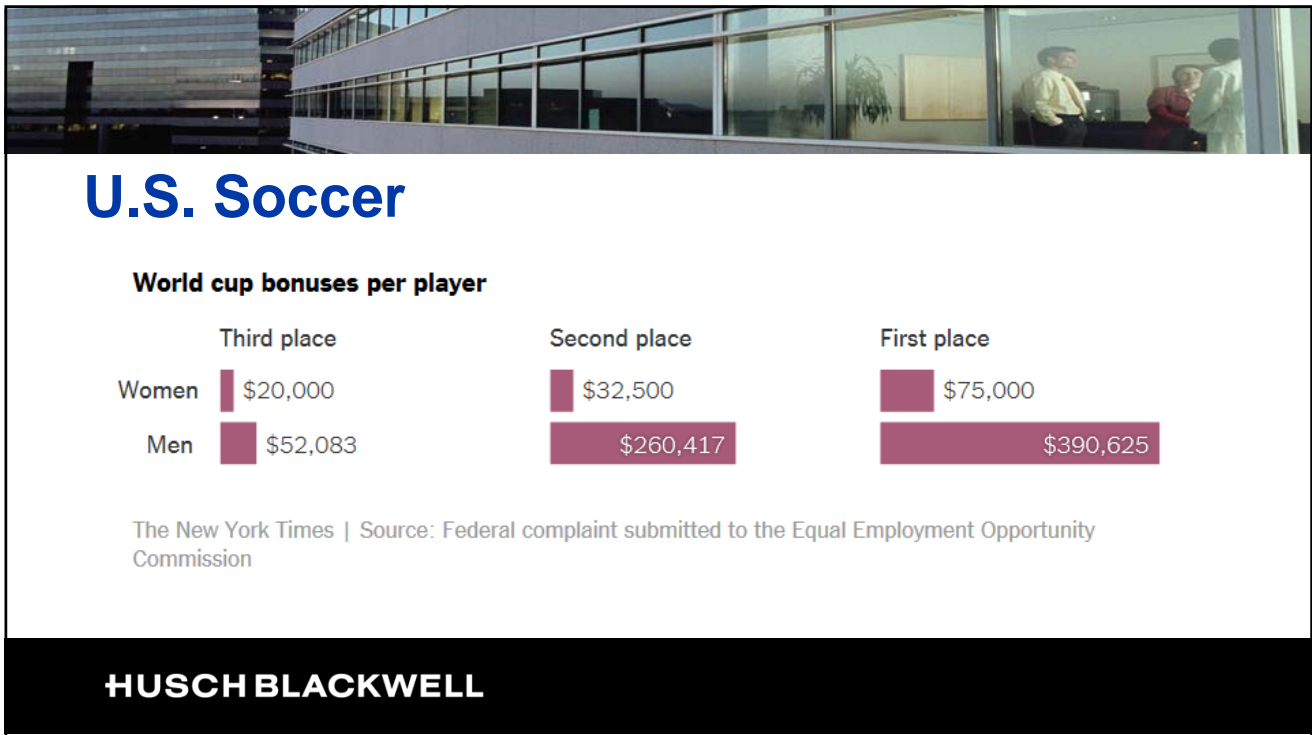 U.S. Soccer
World cup bonuses per player
Third place Second place First place
Women $20,000 $32,500 $75,000
Men $52,083 $260,417 $390,625
The New York Times | Source: Federal complaint submitted to the Equal Employment Opportunity
Commission
HUSCH BLACKWELL